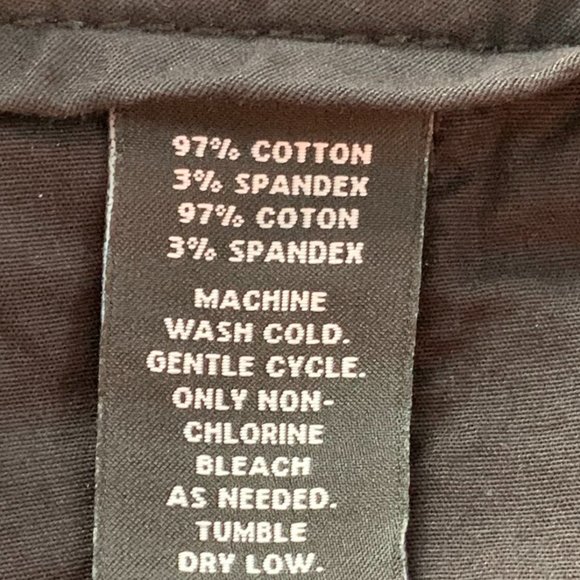 97% COTTON
3% SPANDEX
97% COTON
3% SPANDEX
MACHINE
WASH COLD.
GENTLE CYCLE.
ONLY NON-
CHLORINE
BLEACH
AS NEEDED.
TUMBLE
DRY LOW.